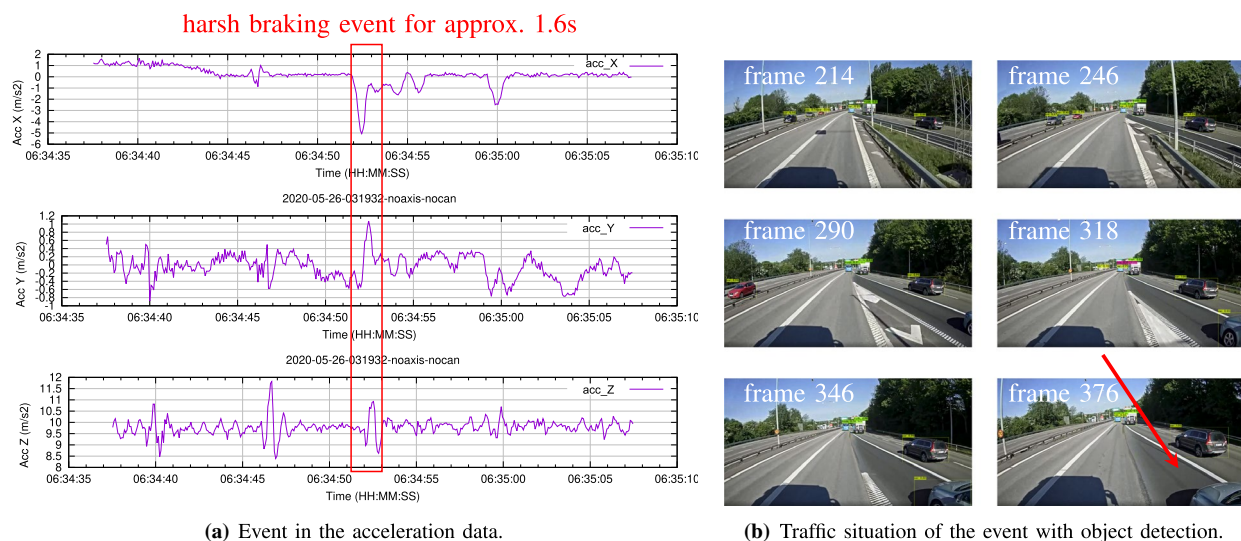 harsh braking event for approx. 1.6s
acc_X
Acc X (m/s2)
2
1
0
-1
-2
-3
-4
-5
-6
06:34:35 06:34:40 06:34:45 06:34:50 06:34:55 06:35:00 06:35:05 06:35:10
Time (HH:MM:SS)
2020-05-26-031932-noaxis-nocan
acc_Y
Acc Y (m/s2)
1.2
1
0.8
0.6
0.4
0.2
0
-0.2
-0.4
-0.6
-0.8
-1
06:34:35 06:34:40 06:34:45 06:34:50 06:34:55 06:35:00 06:35:05 06:35:10
Time (HH:MM:SS)
2020-05-26-031932-noaxis-nocan
acc_Z
Acc Z (m/s2)
12
11.5
11
10.5
10
9.5
9
8.5
8
06:34:35 06:34:40 06:34:45 06:34:50 06:34:55 06:35:00 06:35:05 06:35:10
Time (HH:MM:SS)
(a) Event in the acceleration data.
frame 214
frame 246
frame 290
frame 318
frame 346
frame 376
(b) Traffic situation of the event with object detection.